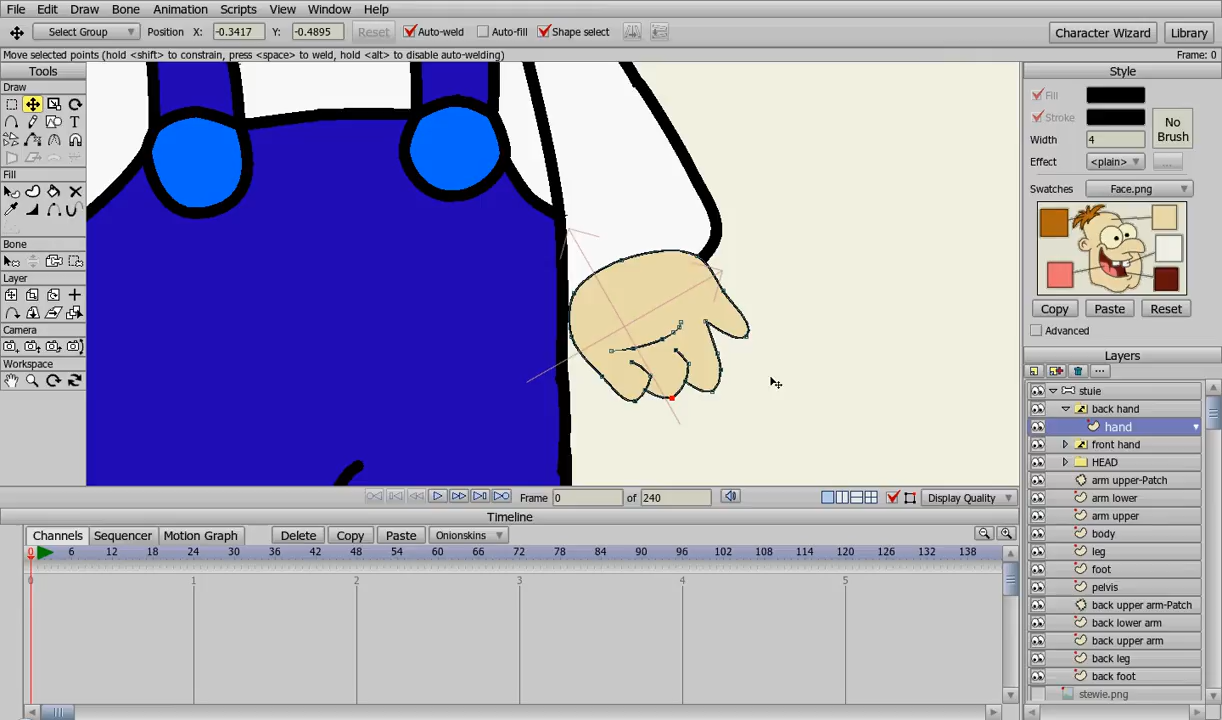 File Edit Draw Bone Animation Scripts View Window Help
Select Group Position X: -0.3417 Y: -0.4895 Reset Auto-weld Auto-fill Shape select Character Wizard Library
Move selected points (hold <shift> to constrain, press <space> to weld, hold <alt> to disable auto-welding) Frame: 0
Tools
Draw
T
Fill
Bone
Layer
Camera
Workspace
Style
Fill
Stroke
No Brush
Width 4
Effect <plain> ...
Swatches Face.png
Copy Paste Reset
Advanced
Layers
...
stuie
back hand
hand
front hand
HEAD
arm upper-Patch
arm lower
arm upper
body
leg
foot
pelvis
back upper arm-Patch
back lower arm
back upper arm
back leg
back foot
stewie.png
Frame 0 of 240 Display Quality
Timeline
Channels Sequencer Motion Graph Delete Copy Paste Onionskins
0 6 12 18 24 30 36 42 48 54 60 66 72 78 84 90 96 102 108 114 120 126 132 138
0 1 2 3 4 5